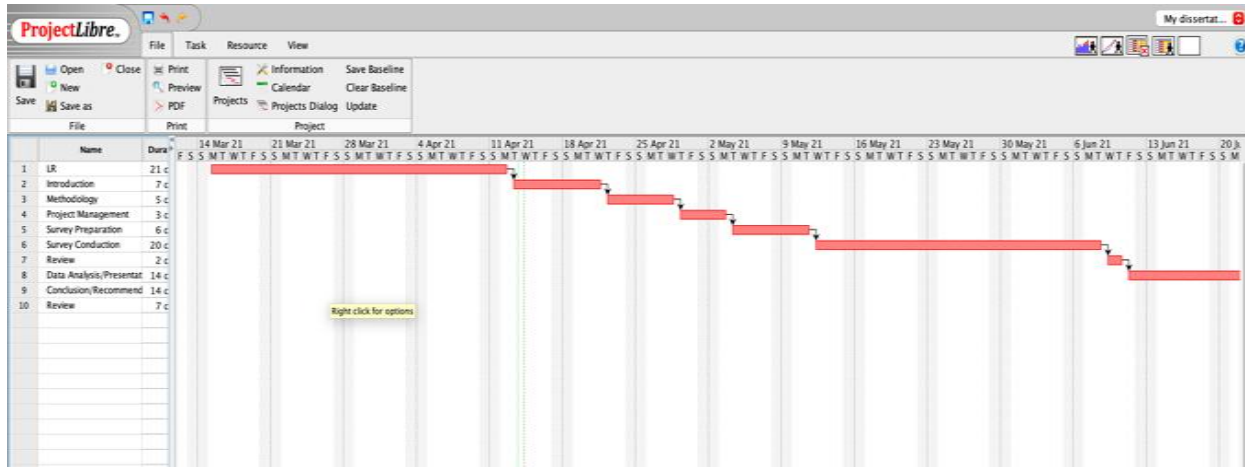 ProjectLibre™
My dissertat...
File Task Resource View
Save
Open
New
Save as
Close
File
Print
Preview
PDF
Print
Projects
Information
Calendar
Projects Dialog
Save Baseline
Clear Baseline
Update
Project
Name Dura
14 Mar 21 21 Mar 21 28 Mar 21 4 Apr 21 11 Apr 21 18 Apr 21 25 Apr 21 2 May 21 9 May 21 16 May 21 23 May 21 30 May 21 6 Jun 21 13 Jun 21
F S S M T W T F S S M T W T F S S M T W T F S S M T W T F S S M T W T F S S M T W T F S S M T W T F S S M T W T F S S M T W T F S S M T W T F S S M T W T F S S M T W T F S S M T W T F S S M T W T F S S M
1 LR 21
2 Introduction 7
3 Methodology 5
4 Project Management 3
5 Survey Preparation 6
6 Survey Conduction 20
7 Review 2
8 Data Analysis/Presentat 14
9 Conclusion/Recommend 14
10 Review 7
Right click for options